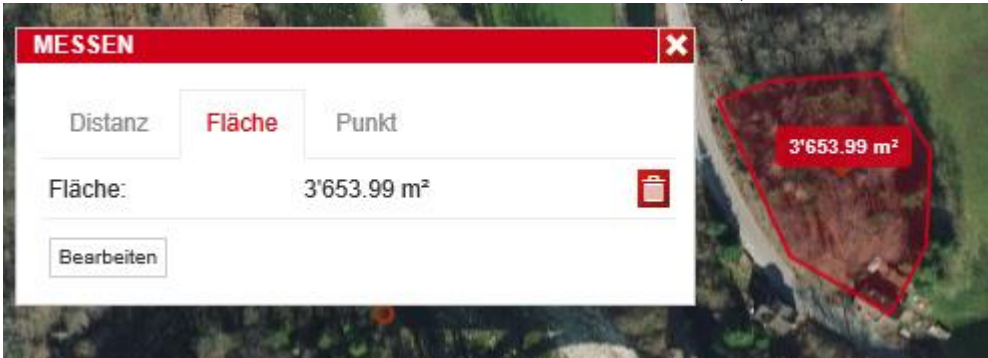 MESSEN
Distanz Fläche Punkt
Fläche: 3'653.99 m²
Bearbeiten
3'653.99 m²